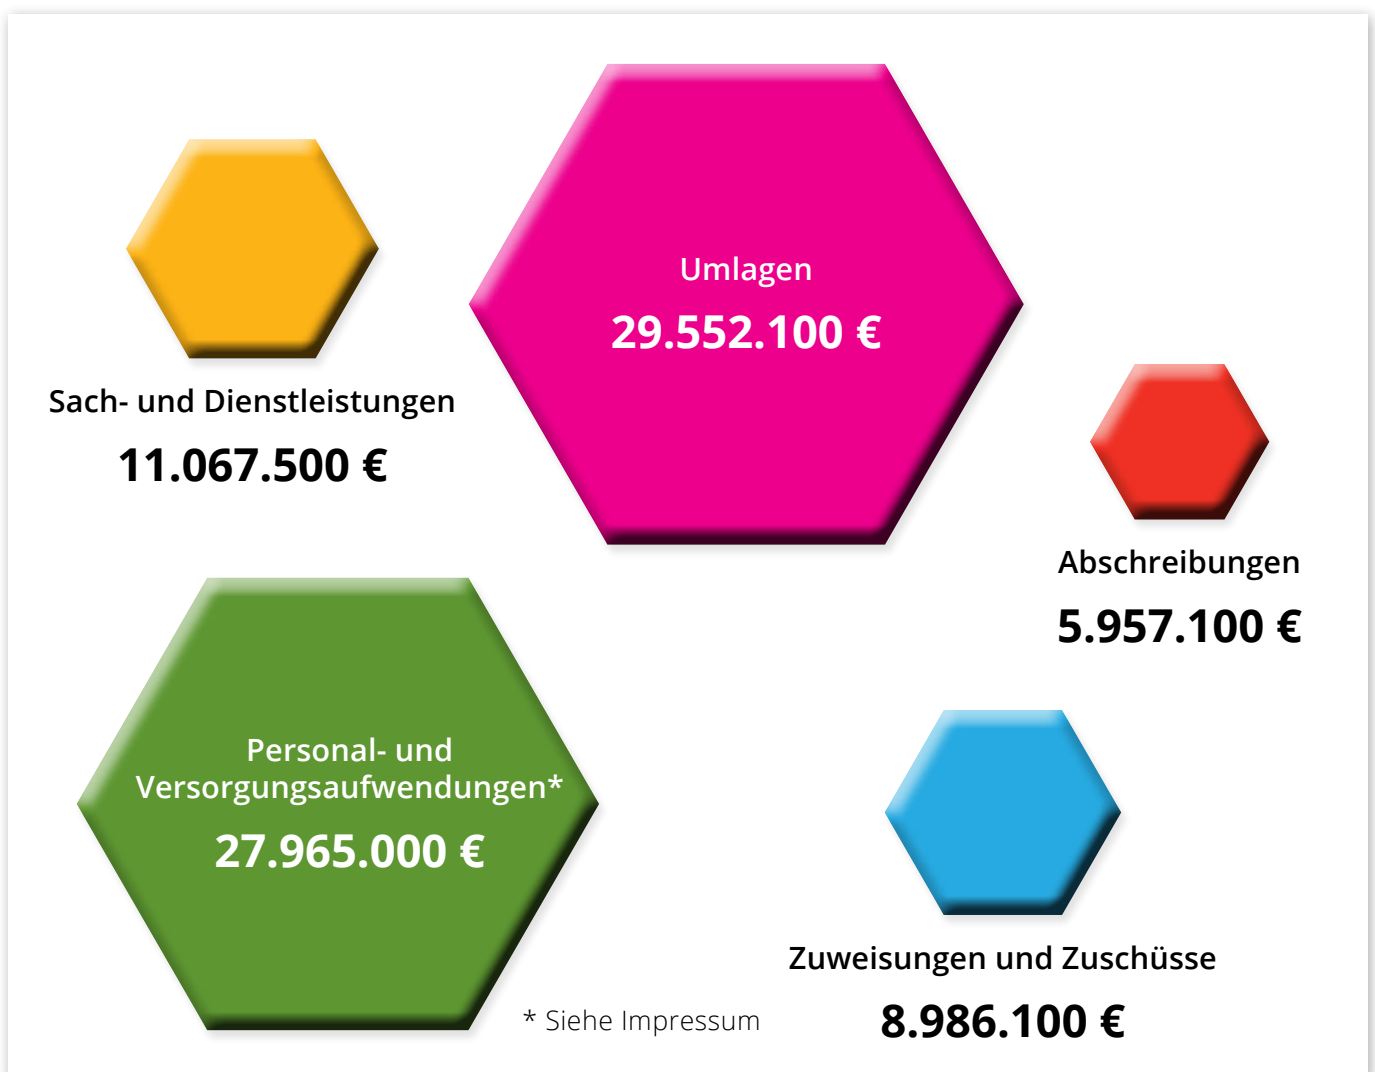 Umlagen
29.552.100 €
Sach- und Dienstleistungen
11.067.500 €
Abschreibungen
5.957.100 €
Personal- und
Versorgungsaufwendungen*
27.965.000 €
Zuweisungen und Zuschüsse
8.986.100 €
* Siehe Impressum